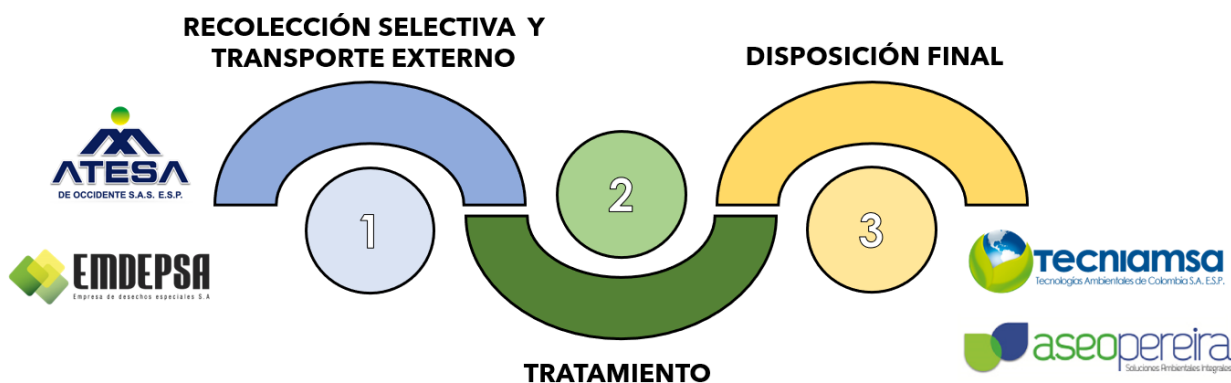 RECOLECCIÓN SELECTIVA Y
TRANSPORTE EXTERNO
DISPOSICIÓN FINAL
ATESA
DE OCCIDENTE S.A.S. E.S.P.
1
2
3
EMDEPSA
Empresa de desechos especiales S.A
Tecniamsa
Tecnologías Ambientales de Colombia S.A. E.S.P.
aseopereira
Soluciones Ambientales Integrales
TRATAMIENTO